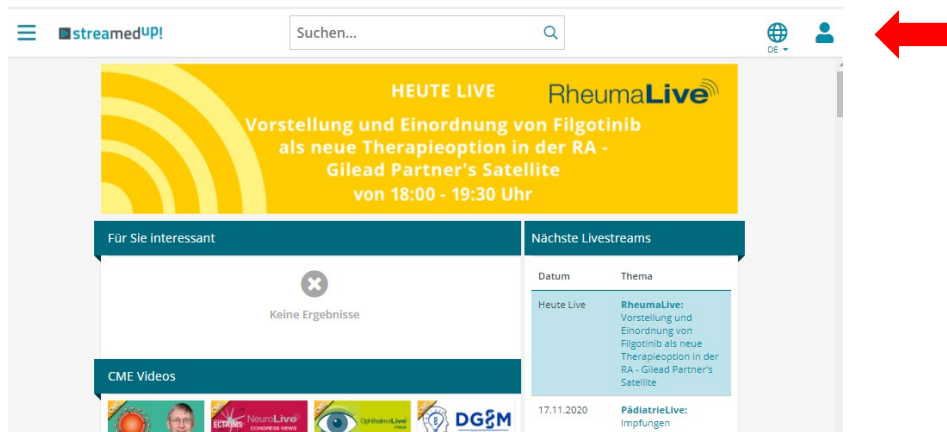 streamedUP!
Suchen...
DE
HEUTE LIVE
RheumaLive
Vorstellung und Einordnung von Filgotinib
als neue Therapieoption in der RA -
Gilead Partner's Satellite
von 18:00 - 19:30 Uhr
Für Sie interessant
Keine Ergebnisse
CME Videos
ECTRIMS NeuroLive
CONGRESS NEWS
OphthalmoLive
DGSM
Nächste Livestreams
Datum Thema
Heute Live RheumaLive:
Vorstellung und
Einordnung von
Filgotinib als neue
Therapieoption in der
RA - Gilead Partner's
Satellite
17.11.2020 PädiatrieLive:
Impfungen